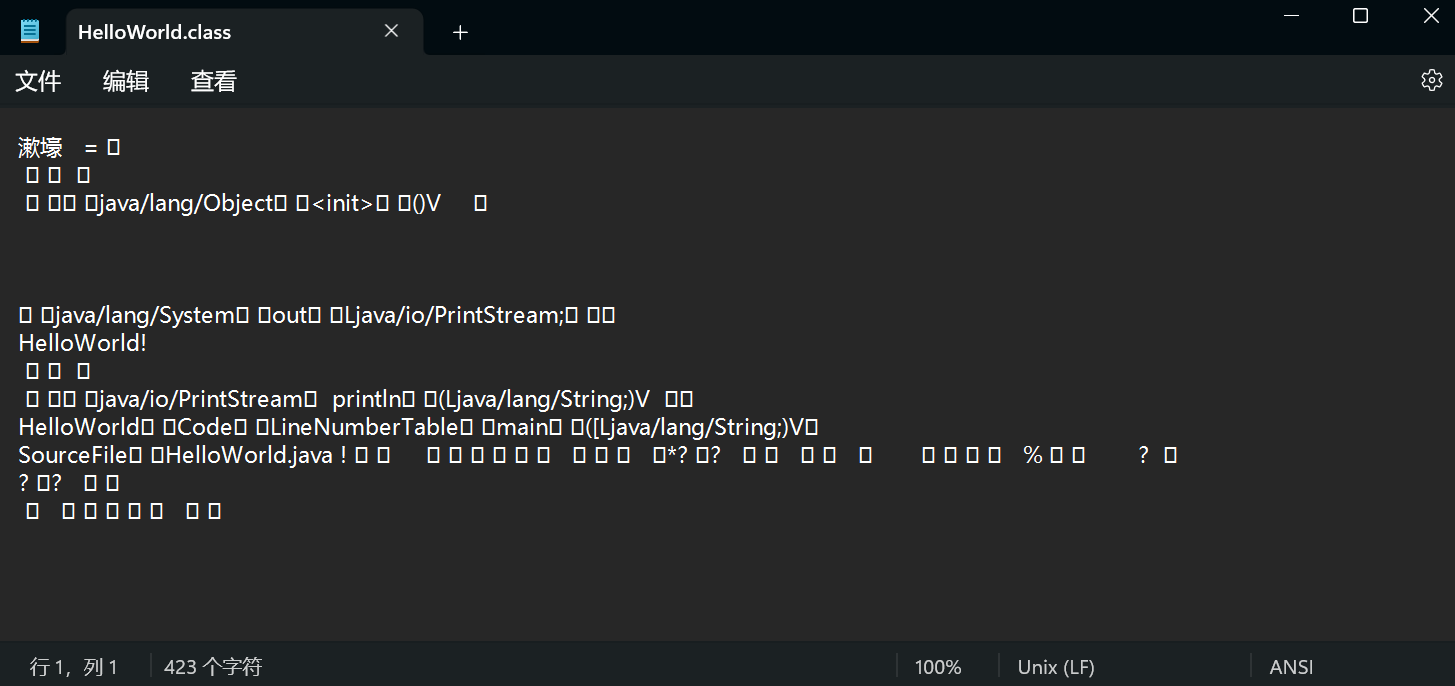 HelloWorld.class
文件 编辑 查看
漱壕 = □
□ □ □
□ □□ □java/lang/Object□ □<init>□ □()V □
□ □java/lang/System□ □out□ □Ljava/io/PrintStream;□ □□
HelloWorld!
□ □ □
□ □□ □java/io/PrintStream□ println□ □(Ljava/lang/String;)V □□
HelloWorld□ □Code□ □LineNumberTable□ □main□ □([Ljava/lang/String;)V□
SourceFile□ □HelloWorld.java ! □ □ □ □ □ □ □ □ □ □ □ □*? □? □ □ □ □ □ □ □ □ □ % □ □ ? □
? □? □ □
□ □ □ □ □ □ □ □
行 1，列 1 423 个字符 100% Unix (LF) ANSI